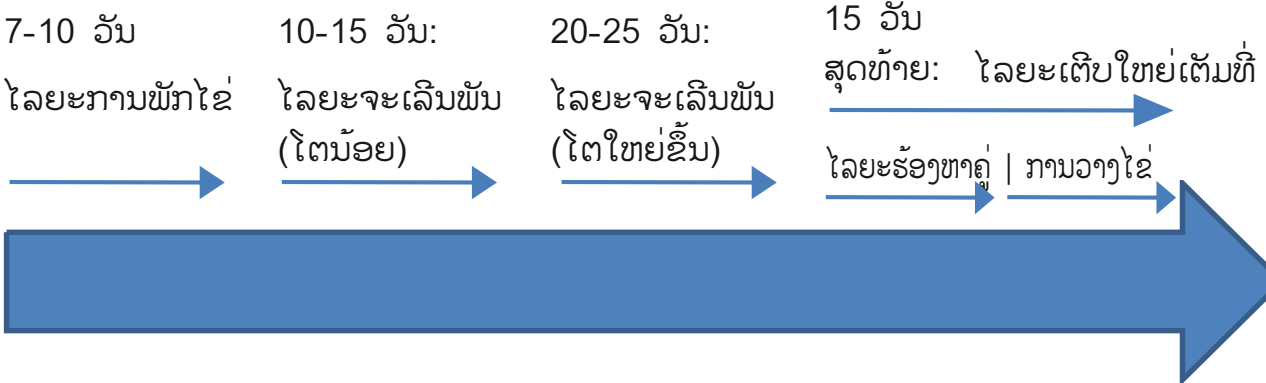 7-10 ວັນ
ໄລຍະການພັກໄຂ່
10-15 ວັນ:
ໄລຍະຈະເລີນພັນ
(ໂຕນ້ອຍ)
20-25 ວັນ:
ໄລຍະຈະເລີນພັນ
(ໂຕໃຫຍ່ຂຶ້ນ)
15 ວັນ
ສຸດທ້າຍ: ໄລຍະເຕີບໃຫຍ່ເຕັມທີ່
ໄລຍະຮ້ອງຫາຄູ່ | ການວາງໄຂ່